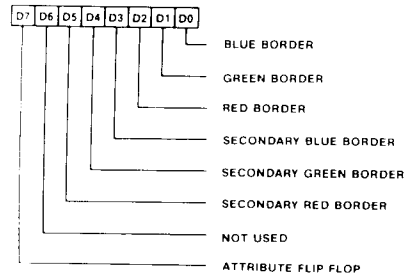 D7 D6 D5 D4 D3 D2 D1 D0
BLUE BORDER
GREEN BORDER
RED BORDER
SECONDARY BLUE BORDER
SECONDARY GREEN BORDER
SECONDARY RED BORDER
NOT USED
ATTRIBUTE FLIP FLOP